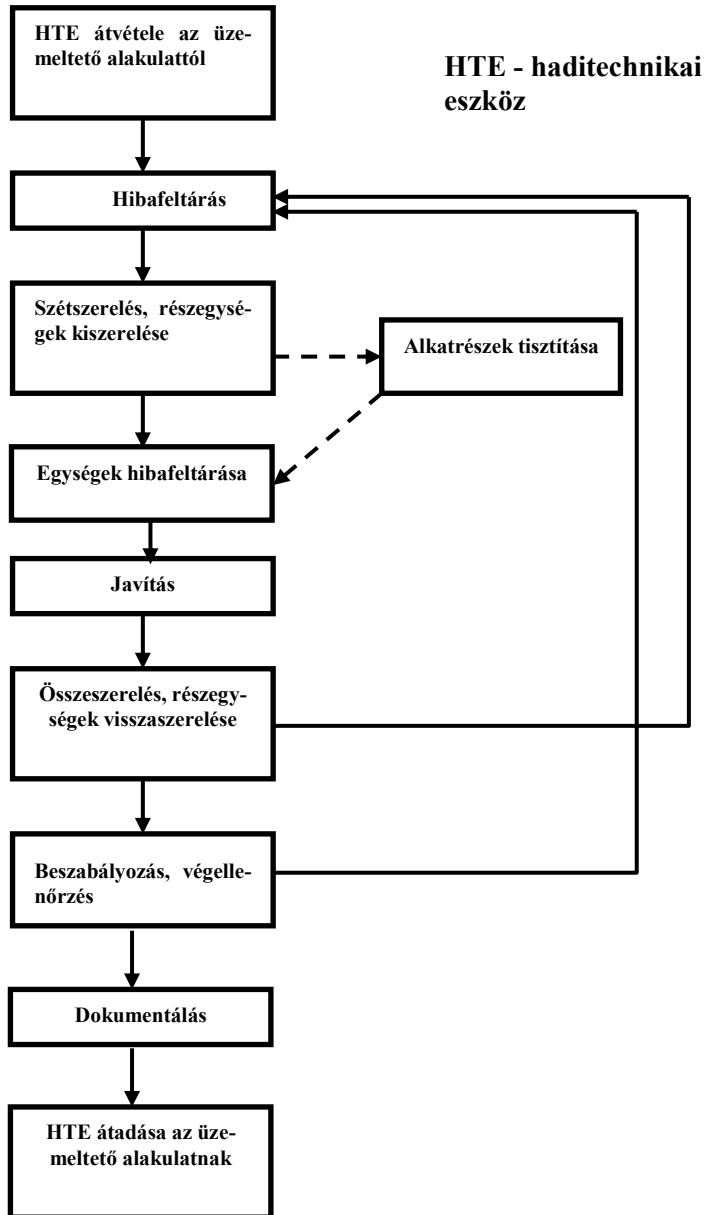 HTE átvétele az üze-
meltető alakulattól
HTE - haditechnikai
eszköz
Hibafeltárás
Szétszerelés, részegysé-
gek kiszerelése
Alkatrészek tisztítása
Egységek hibafeltárása
Javítás
Összeszerelés, részegy-
ségek visszaszerelése
Beszabályozás, végelle-
nőrzés
Dokumentálás
HTE átadása az üze-
meltető alakulatnak